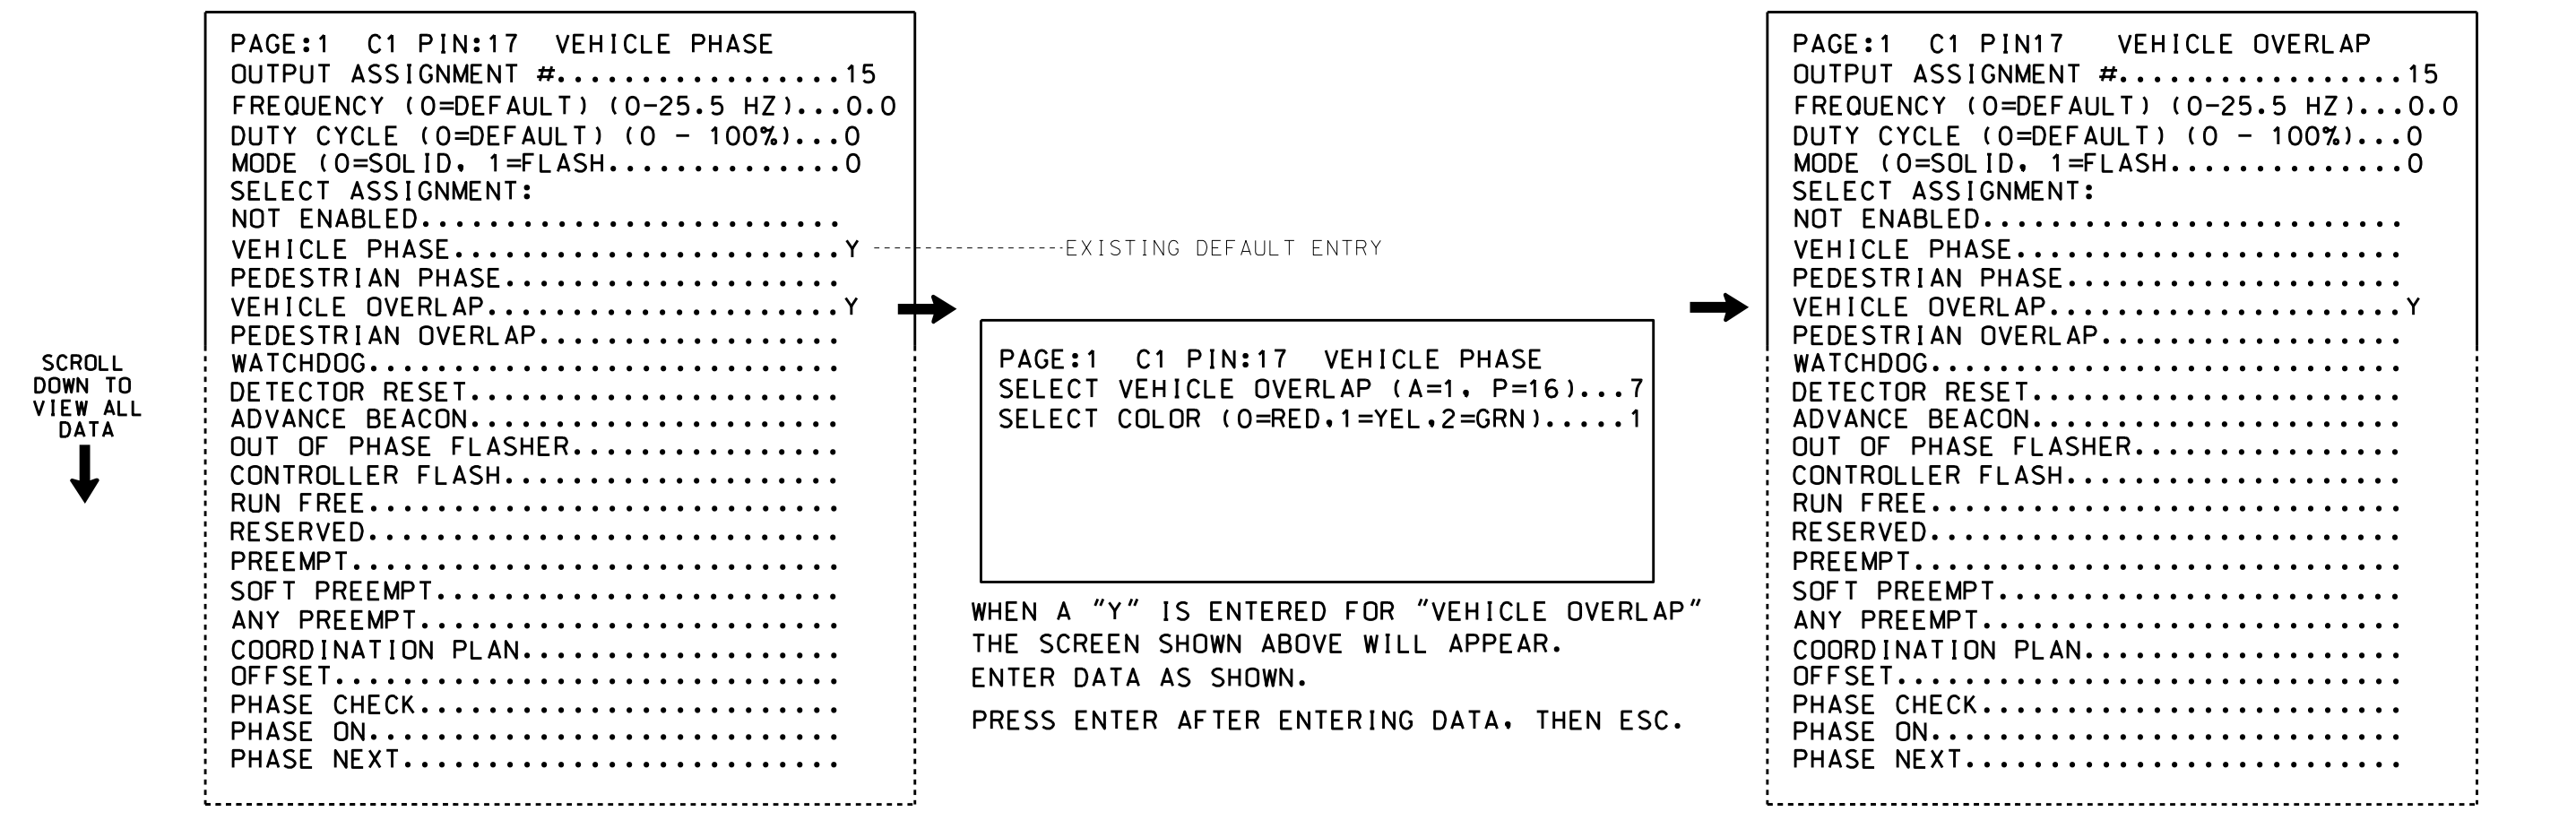 SCROLL
DOWN TO
VIEW ALL
DATA
PAGE:1 C1 PIN:17 VEHICLE PHASE
OUTPUT ASSIGNMENT #.................15
FREQUENCY (0=DEFAULT) (0-25.5 HZ)...0.0
DUTY CYCLE (0=DEFAULT) (0 - 100%)...0
MODE (0=SOLID, 1=FLASH..............0
SELECT ASSIGNMENT:
NOT ENABLED.........................
VEHICLE PHASE.......................Y
PEDESTRIAN PHASE....................
VEHICLE OVERLAP.....................Y
PEDESTRIAN OVERLAP..................
WATCHDOG............................
DETECTOR RESET......................
ADVANCE BEACON......................
OUT OF PHASE FLASHER................
CONTROLLER FLASH....................
RUN FREE............................
RESERVED............................
PREEMPT.............................
SOFT PREEMPT........................
ANY PREEMPT.........................
COORDINATION PLAN...................
OFFSET..............................
PHASE CHECK.........................
PHASE ON............................
PHASE NEXT..........................
EXISTING DEFAULT ENTRY
PAGE:1 C1 PIN:17 VEHICLE PHASE
SELECT VEHICLE OVERLAP (A=1, P=16)...7
SELECT COLOR (0=RED,1=YEL,2=GRN).....1
WHEN A "Y" IS ENTERED FOR "VEHICLE OVERLAP"
THE SCREEN SHOWN ABOVE WILL APPEAR.
ENTER DATA AS SHOWN.
PRESS ENTER AFTER ENTERING DATA, THEN ESC.
PAGE:1 C1 PIN17 VEHICLE OVERLAP
OUTPUT ASSIGNMENT #.................15
FREQUENCY (0=DEFAULT) (0-25.5 HZ)...0.0
DUTY CYCLE (0=DEFAULT) (0 - 100%)...0
MODE (0=SOLID, 1=FLASH..............0
SELECT ASSIGNMENT:
NOT ENABLED.........................
VEHICLE PHASE.......................
PEDESTRIAN PHASE....................
VEHICLE OVERLAP.....................Y
PEDESTRIAN OVERLAP..................
WATCHDOG............................
DETECTOR RESET......................
ADVANCE BEACON......................
OUT OF PHASE FLASHER................
CONTROLLER FLASH....................
RUN FREE............................
RESERVED............................
PREEMPT.............................
SOFT PREEMPT........................
ANY PREEMPT.........................
COORDINATION PLAN...................
OFFSET..............................
PHASE CHECK.........................
PHASE ON............................
PHASE NEXT..........................